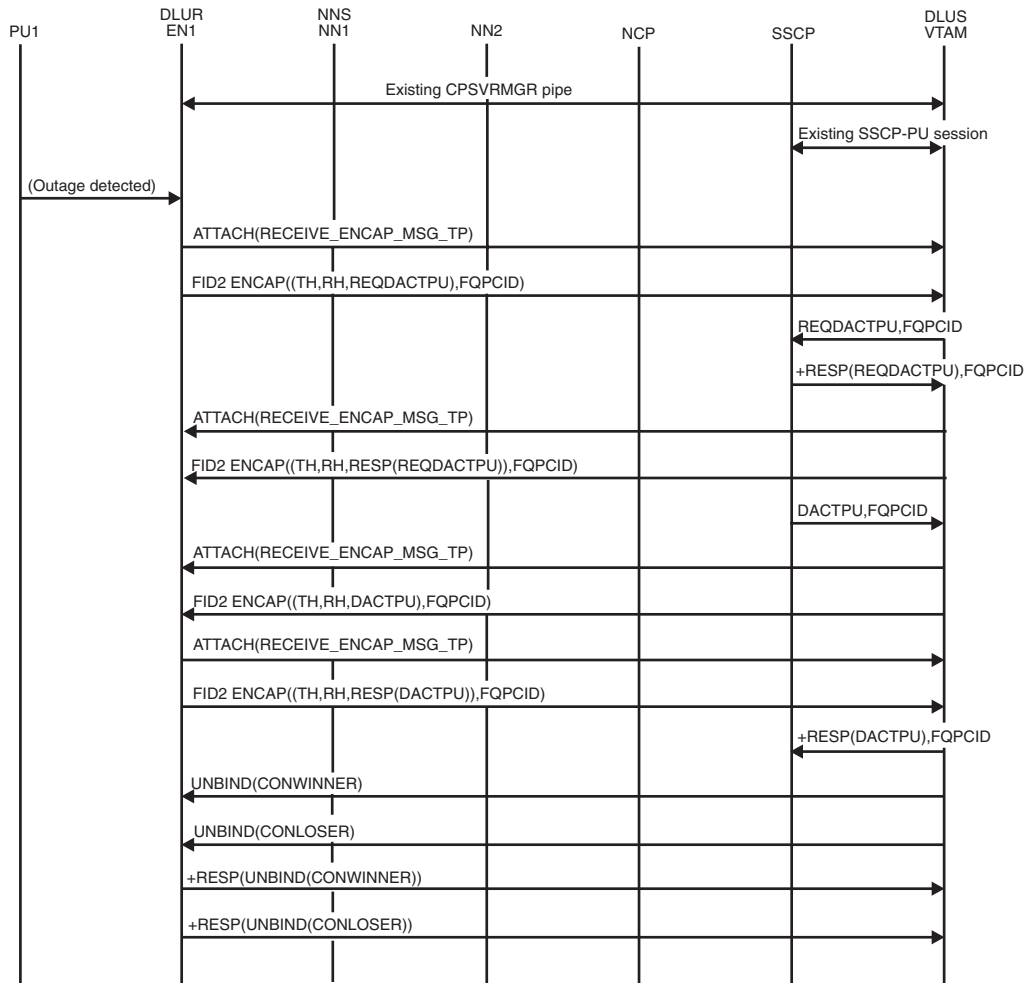 PU1
DLUR
EN1
NNS
NN1
NN2
NCP
SSCP
DLUS
VTAM
Existing CPSVRMGR pipe
Existing SSCP-PU session
(Outage detected)
ATTACH(RECEIVE_ENCAP_MSG_TP)
FID2 ENCAP((TH,RH,REQDACTPU),FQPCID)
REQDACTPU,FQPCID
+RESP(REQDACTPU),FQPCID
ATTACH(RECEIVE_ENCAP_MSG_TP)
FID2 ENCAP((TH,RH,RESP(REQDACTPU)),FQPCID)
DACTPU,FQPCID
ATTACH(RECEIVE_ENCAP_MSG_TP)
FID2 ENCAP((TH,RH,DACTPU),FQPCID)
ATTACH(RECEIVE_ENCAP_MSG_TP)
FID2 ENCAP((TH,RH,RESP(DACTPU)),FQPCID)
+RESP(DACTPU),FQPCID
UNBIND(CONWINNER)
UNBIND(CONLOSER)
+RESP(UNBIND(CONWINNER))
+RESP(UNBIND(CONLOSER))